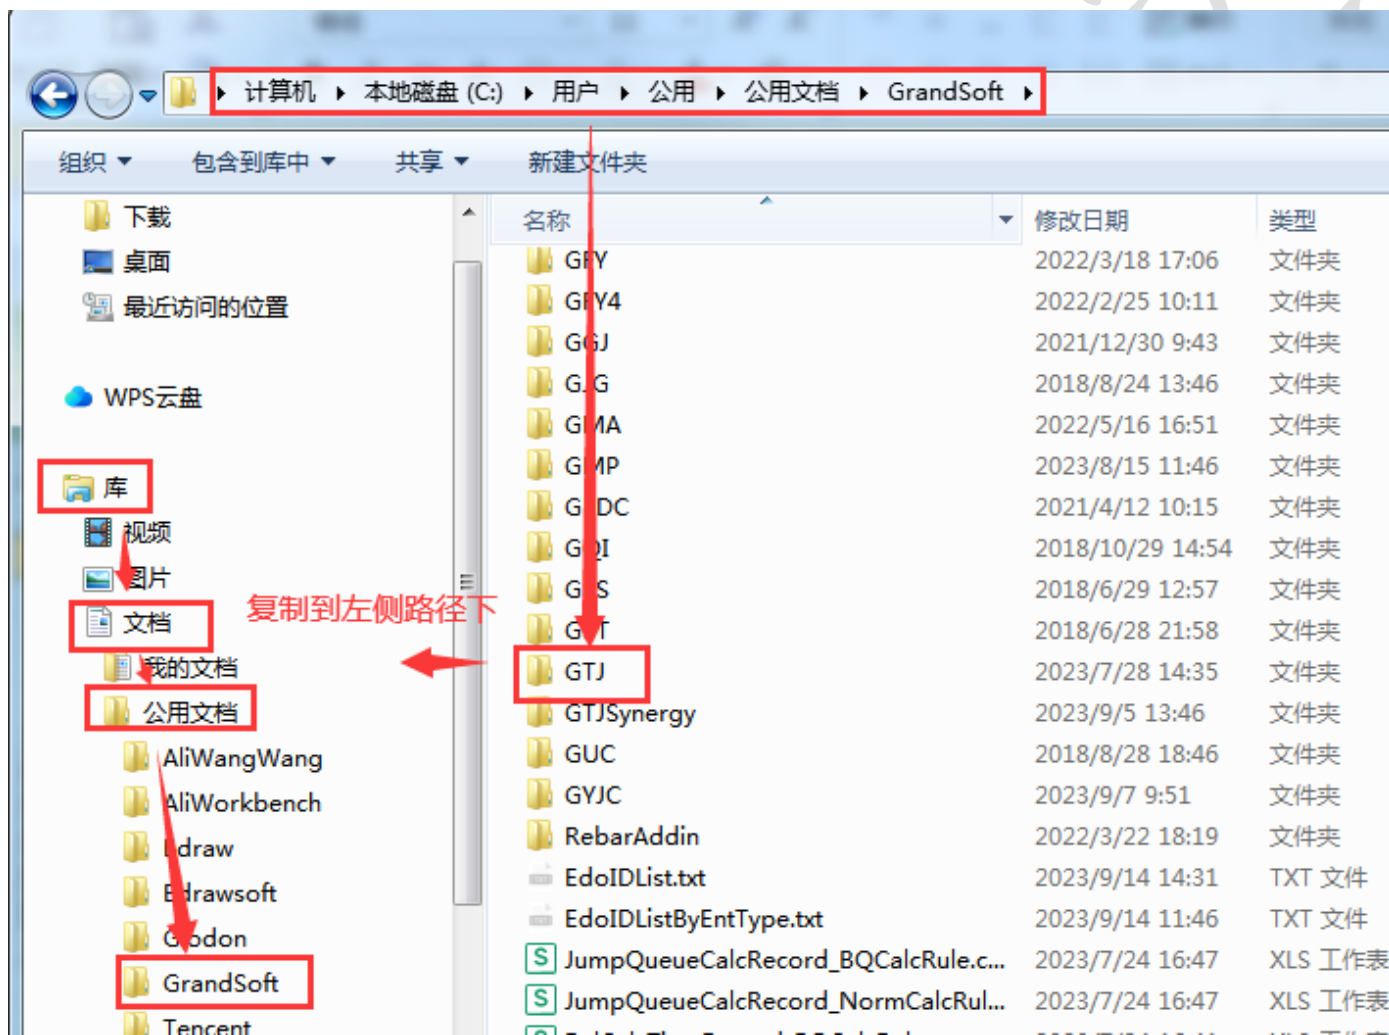 计算机 本地磁盘 (C:) 用户 公用 公用文档 GrandSoft
组织 包含到库中 共享 新建文件夹
下载
桌面
最近访问的位置
WPS云盘
库
视频
图片
文档
我的文档
公用文档
AliWangWang
AliWorkbench
Edraw
Edrawsoft
Glodon
GrandSoft
Tencent
复制到左侧路径下
名称 修改日期 类型
GFY 2022/3/18 17:06 文件夹
GFY4 2022/2/25 10:11 文件夹
GGJ 2021/12/30 9:43 文件夹
GJG 2018/8/24 13:46 文件夹
GMA 2022/5/16 16:51 文件夹
GMP 2023/8/15 11:46 文件夹
2021/4/12 10:15 文件夹
GQI 2018/10/29 14:54 文件夹
2018/6/29 12:57 文件夹
2018/6/28 21:58 文件夹
GTJ 2023/7/28 14:35 文件夹
GTJSynergy 2023/9/5 13:46 文件夹
GUC 2018/8/28 18:46 文件夹
GYJC 2023/9/7 9:51 文件夹
RebarAddin 2022/3/22 18:19 文件夹
EdoIDList.txt 2023/9/14 14:31 TXT 文件
EdoIDListByEntType.txt 2023/9/14 11:46 TXT 文件
JumpQueueCalcRecord_BQCalcRule.c... 2023/7/24 16:47 XLS 工作表
JumpQueueCalcRecord_NormCalcRul... 2023/7/24 16:47 XLS 工作表